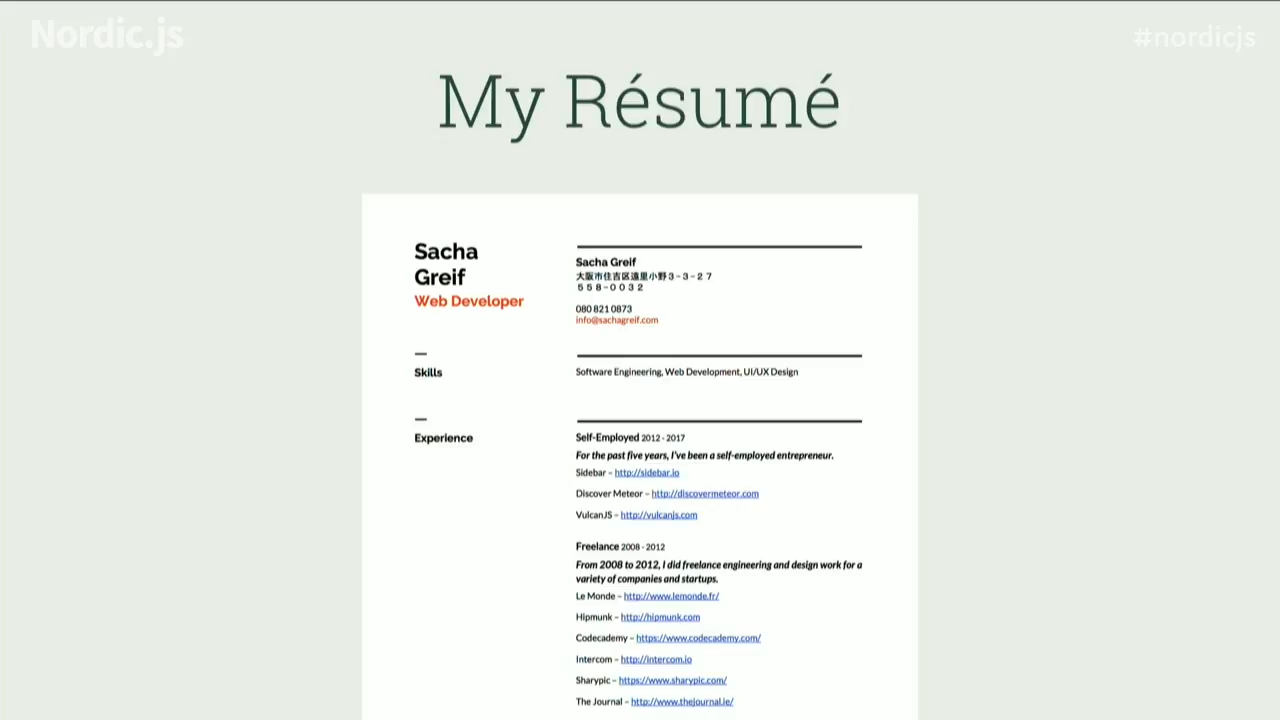 Nordic.js
#nordicjs
My Résumé
Sacha
Greif
Web Developer
Sacha Greif
大阪市住吉区遠里小野３－３－２７
５５８－００３２
080 821 0873
info@sachagreif.com
Skills
Software Engineering, Web Development, UI/UX Design
Experience
Self-Employed 2012 - 2017
For the past five years, I've been a self-employed entrepreneur.
Sidebar – http://sidebar.io
Discover Meteor – http://discovermeteor.com
VulcanJS – http://vulcanjs.com
Freelance 2008 - 2012
From 2008 to 2012, I did freelance engineering and design work for a
variety of companies and startups.
Le Monde – http://www.lemonde.fr/
Hipmunk – http://hipmunk.com
Codecademy – https://www.codecademy.com/
Intercom – http://intercom.io
Sharypic – https://www.sharypic.com/
The Journal – http://www.thejournal.ie/